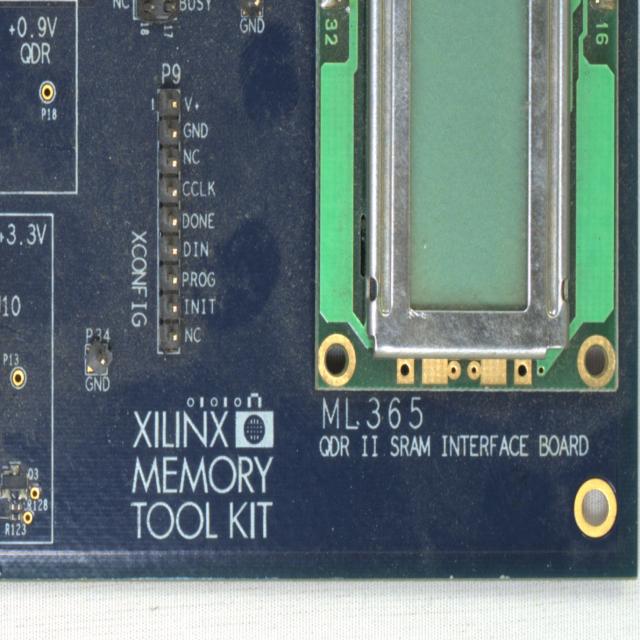 NC
BUSY
18
17
GND
32
16
+0.9V
QDR
P18
P9
1
V+
GND
NC
CCLK
DONE
DIN
PROG
INIT
NC
XCONFIG
+3.3V
J10
P13
P34
GND
Q3
R128
R123
XILINX
MEMORY
TOOL KIT
ML365
QDR II SRAM INTERFACE BOARD